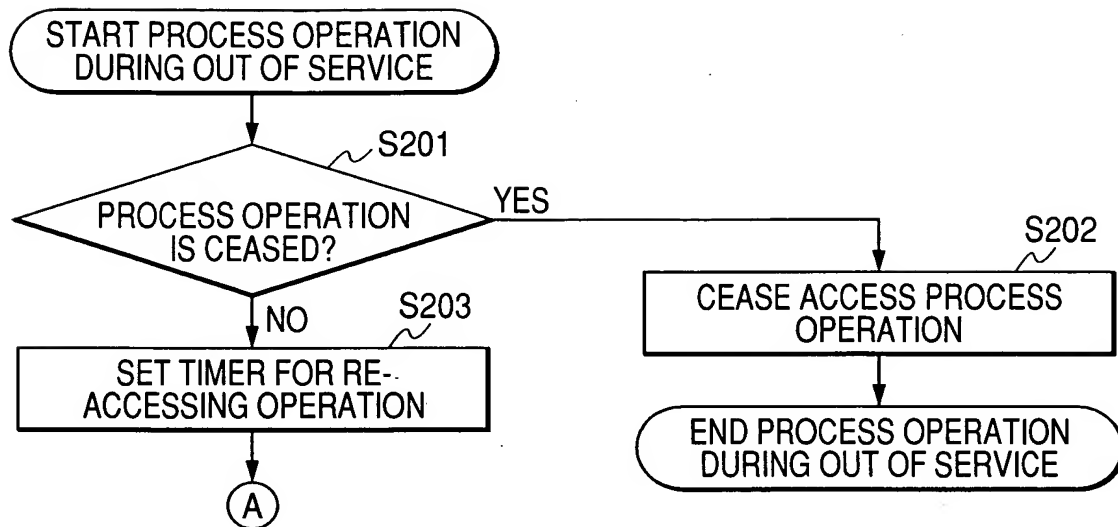 START PROCESS OPERATION
DURING OUT OF SERVICE
S201
PROCESS OPERATION
IS CEASED?
YES
NO
S202
CEASE ACCESS PROCESS
OPERATION
S203
SET TIMER FOR RE-
ACCESSING OPERATION
END PROCESS OPERATION
DURING OUT OF SERVICE
A